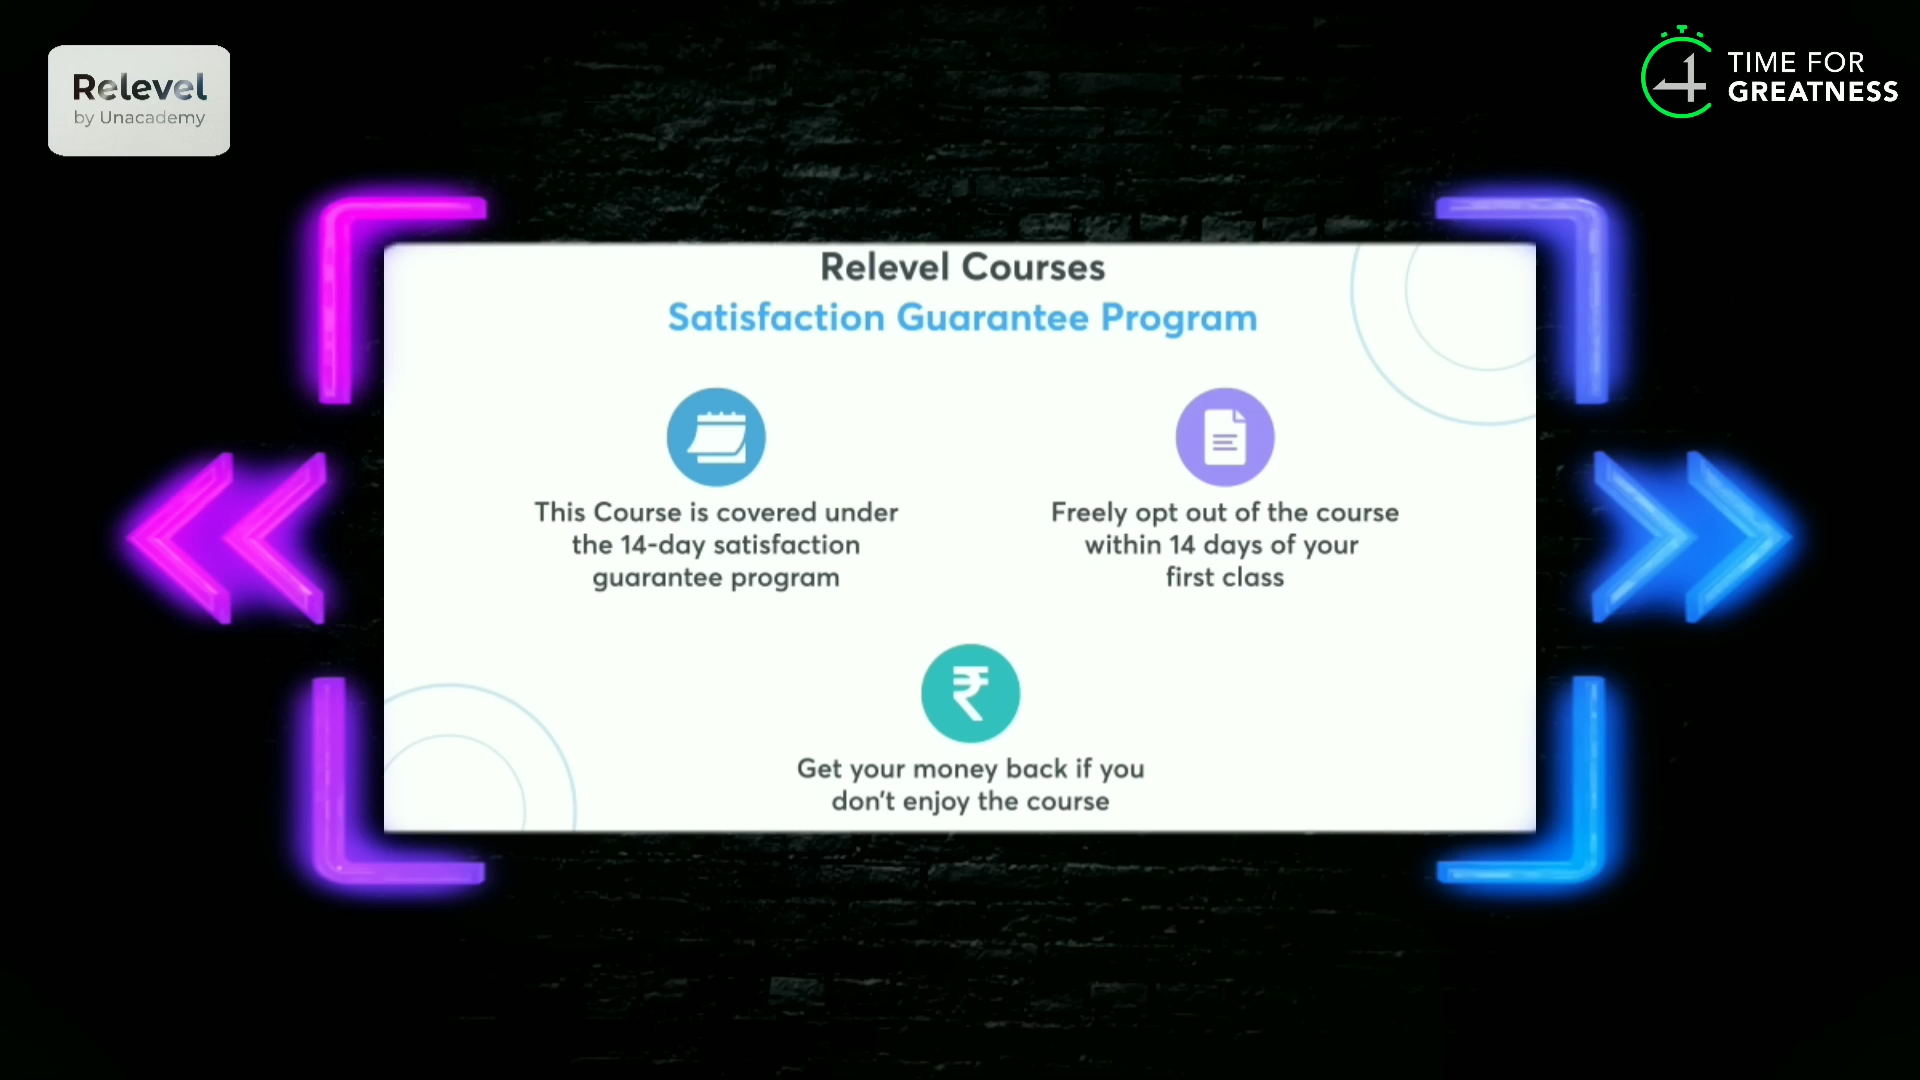 Relevel
by Unacademy
TIME FOR
GREATNESS
Relevel Courses
Satisfaction Guarantee Program
This Course is covered under
the 14-day satisfaction
guarantee program
Freely opt out of the course
within 14 days of your
first class
₹
Get your money back if you
don't enjoy the course